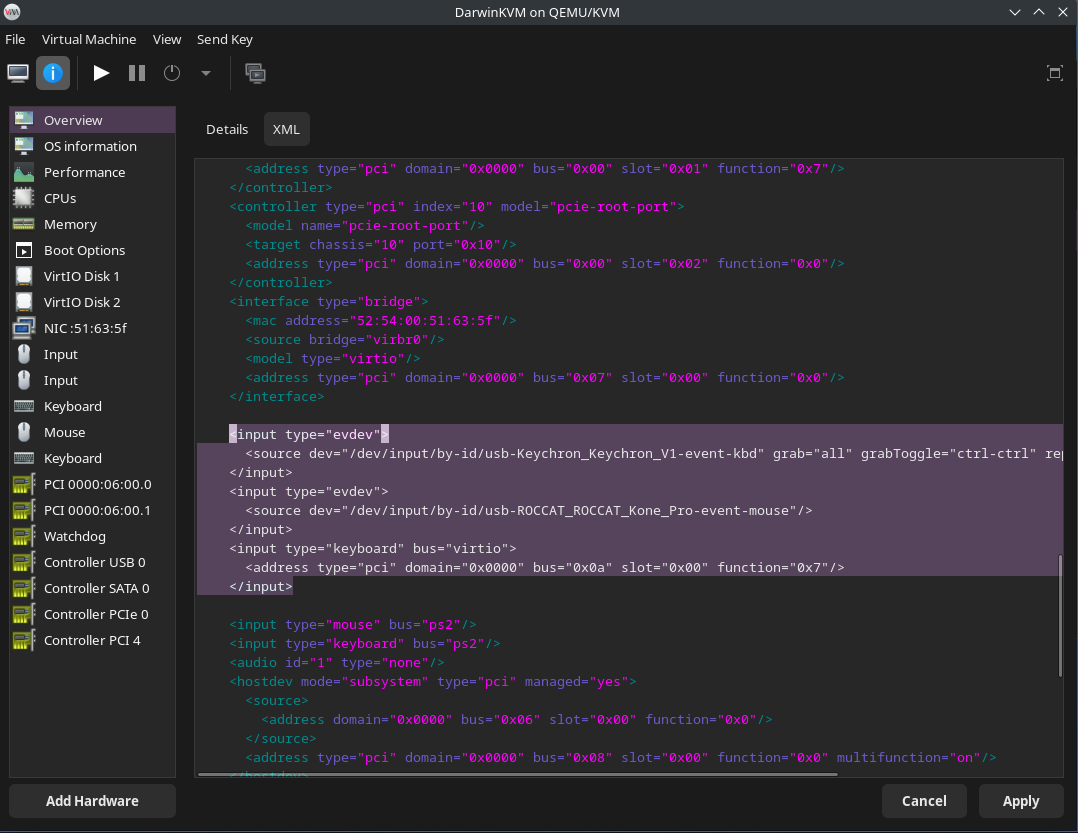 DarwinKVM on QEMU/KVM
File Virtual Machine View Send Key
Overview
OS information
Performance
CPUs
Memory
Boot Options
VirtIO Disk 1
VirtIO Disk 2
NIC :51:63:5f
Input
Input
Keyboard
Mouse
Keyboard
PCI 0000:06:00.0
PCI 0000:06:00.1
Watchdog
Controller USB 0
Controller SATA 0
Controller PCIe 0
Controller PCI 4
Add Hardware
Details XML
<address type="pci" domain="0x0000" bus="0x00" slot="0x01" function="0x7"/>
</controller>
<controller type="pci" index="10" model="pcie-root-port">
<model name="pcie-root-port"/>
<target chassis="10" port="0x10"/>
<address type="pci" domain="0x0000" bus="0x00" slot="0x02" function="0x0"/>
</controller>
<interface type="bridge">
<mac address="52:54:00:51:63:5f"/>
<source bridge="virbr0"/>
<model type="virtio"/>
<address type="pci" domain="0x0000" bus="0x07" slot="0x00" function="0x0"/>
</interface>
<input type="evdev">
<source dev="/dev/input/by-id/usb-Keychron_Keychron_V1-event-kbd" grab="all" grabToggle="ctrl-ctrl" rep
</input>
<input type="evdev">
<source dev="/dev/input/by-id/usb-ROCCAT_ROCCAT_Kone_Pro-event-mouse"/>
</input>
<input type="keyboard" bus="virtio">
<address type="pci" domain="0x0000" bus="0x0a" slot="0x00" function="0x7"/>
</input>
<input type="mouse" bus="ps2"/>
<input type="keyboard" bus="ps2"/>
<audio id="1" type="none"/>
<hostdev mode="subsystem" type="pci" managed="yes">
<source>
<address domain="0x0000" bus="0x06" slot="0x00" function="0x0"/>
</source>
<address type="pci" domain="0x0000" bus="0x08" slot="0x00" function="0x0" multifunction="on"/>
</hostdev>
Cancel Apply